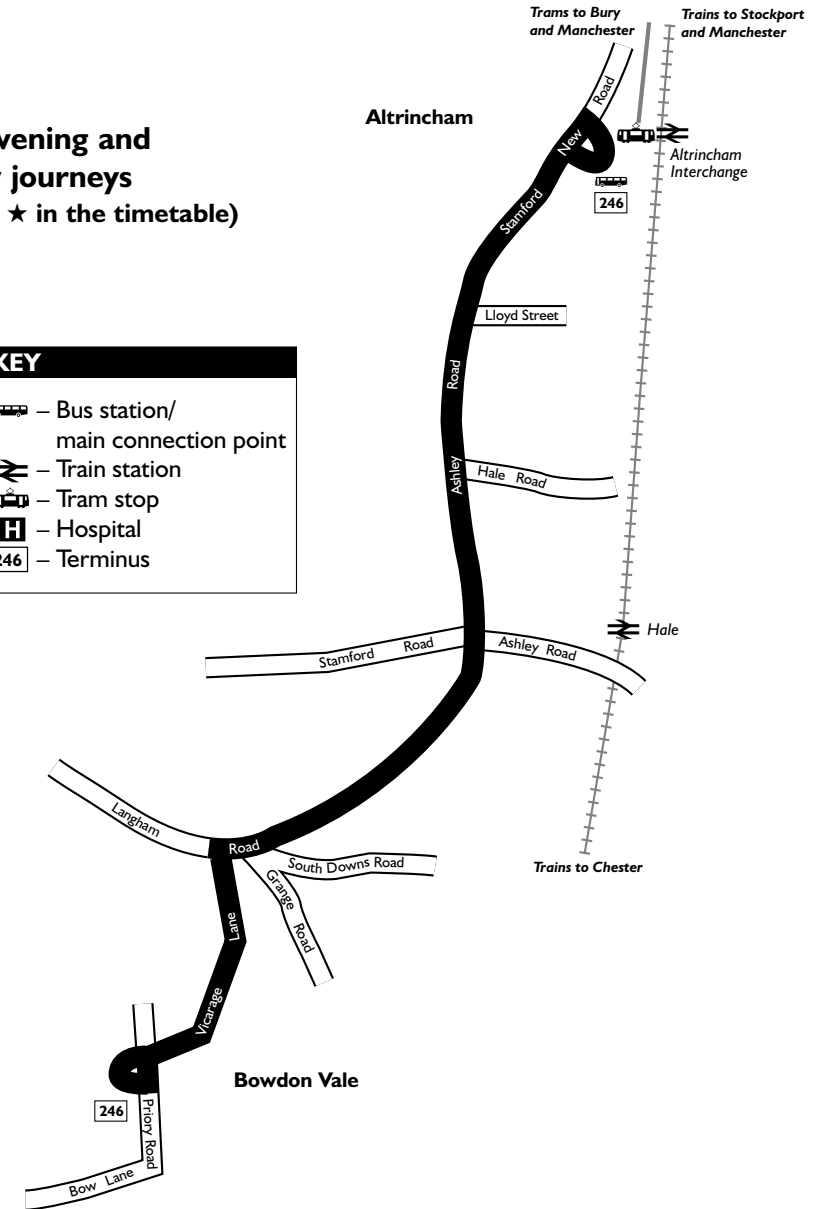 Trams to Bury
and Manchester
Trains to Stockport
and Manchester
Altrincham
vening and
journeys
★ in the timetable)
New Road
Altrincham
Interchange
246
Stamford
Lloyd Street
KEY
– Bus station/
main connection point
– Train station
– Tram stop
H – Hospital
246 – Terminus
Road
Ashley
Hale Road
Hale
Stamford Road
Ashley Road
Langham
Road
South Downs Road
Grange Road
Trains to Chester
Lane
Vicarage
Bowdon Vale
246
Priory Road
Bow Lane